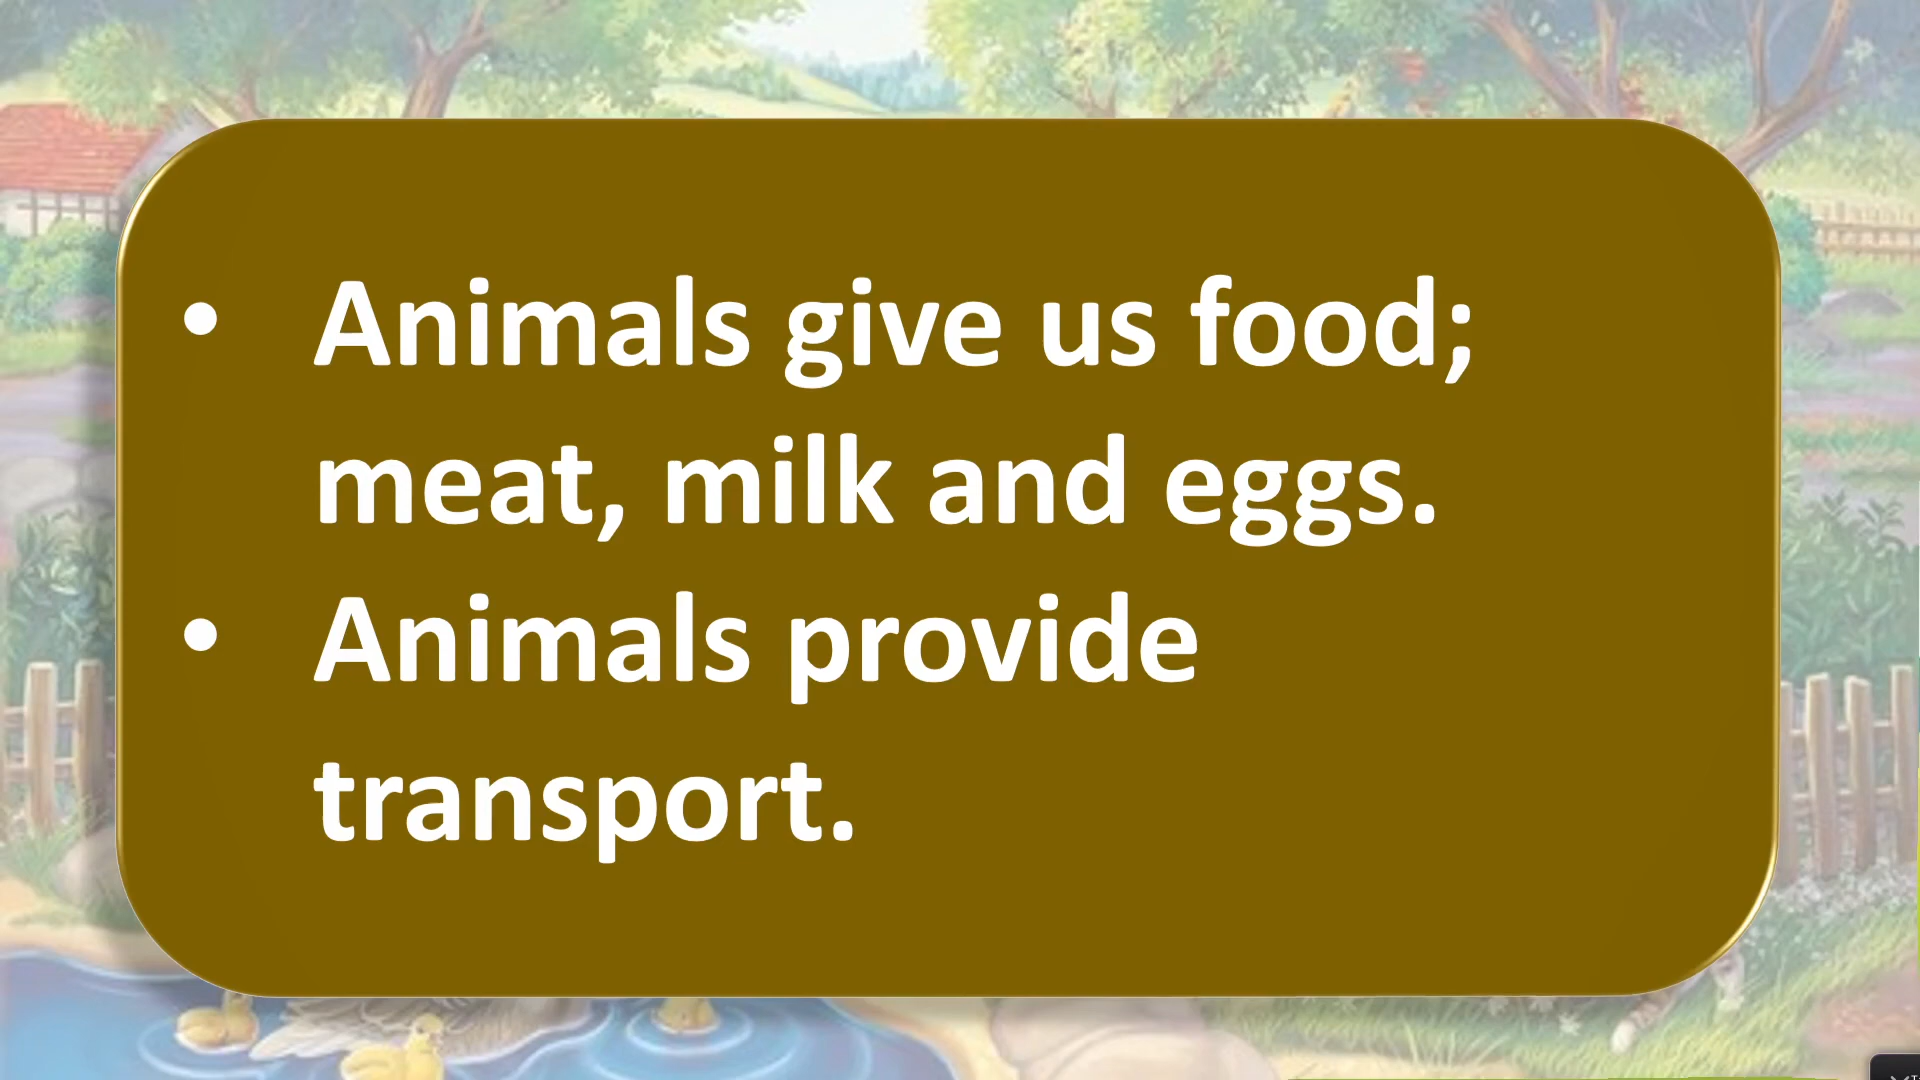 • Animals give us food;
meat, milk and eggs.
• Animals provide
transport.